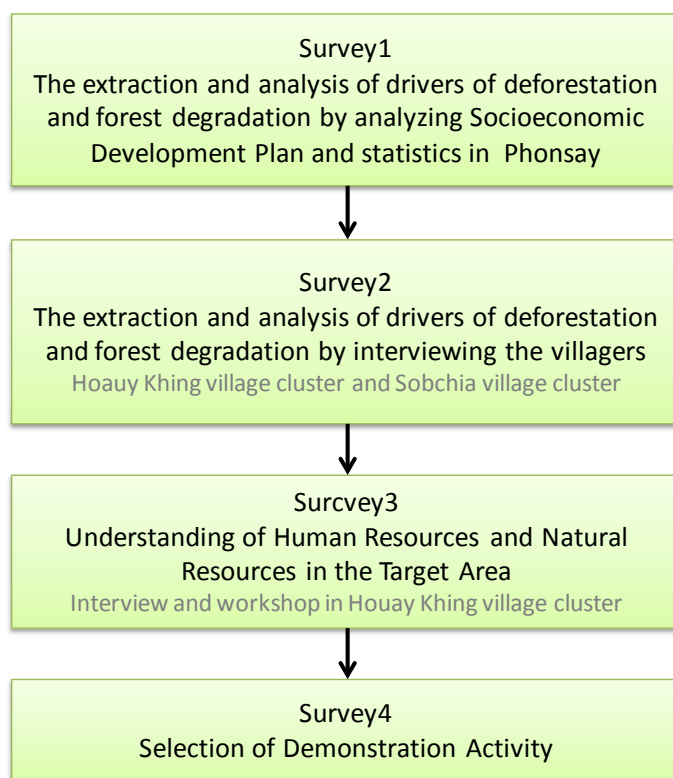 Survey1
The extraction and analysis of drivers of deforestation
and forest degradation by analyzing Socioeconomic
Development Plan and statistics in Phonsay
Survey2
The extraction and analysis of drivers of deforestation
and forest degradation by interviewing the villagers
Hoauy Khing village cluster and Sobchia village cluster
Surcvey3
Understanding of Human Resources and Natural
Resources in the Target Area
Interview and workshop in Houay Khing village cluster
Survey4
Selection of Demonstration Activity